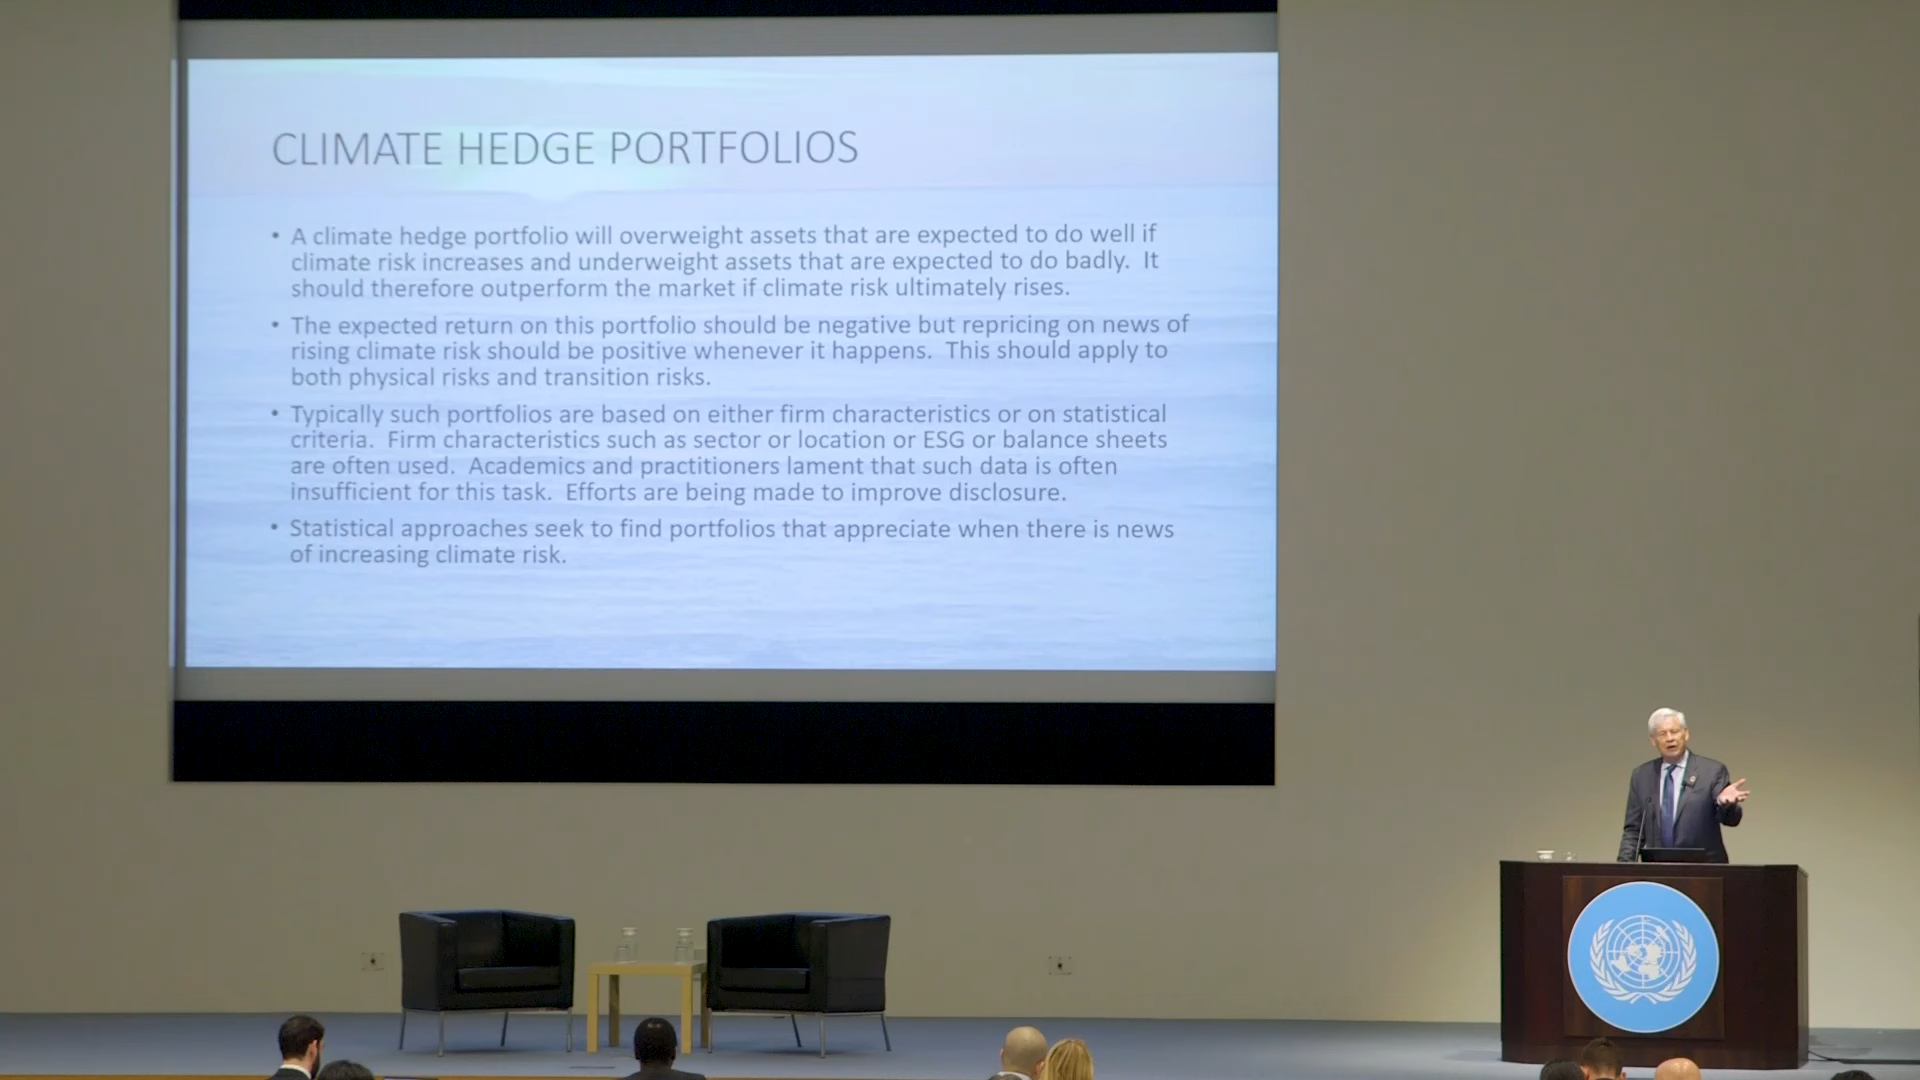 CLIMATE HEDGE PORTFOLIOS
• A climate hedge portfolio will overweight assets that are expected to do well if
climate risk increases and underweight assets that are expected to do badly.  It
should therefore outperform the market if climate risk ultimately rises.
• The expected return on this portfolio should be negative but repricing on news of
rising climate risk should be positive whenever it happens.  This should apply to
both physical risks and transition risks.
• Typically such portfolios are based on either firm characteristics or on statistical
criteria.  Firm characteristics such as sector or location or ESG or balance sheets
are often used.  Academics and practitioners lament that such data is often
insufficient for this task.  Efforts are being made to improve disclosure.
• Statistical approaches seek to find portfolios that appreciate when there is news
of increasing climate risk.